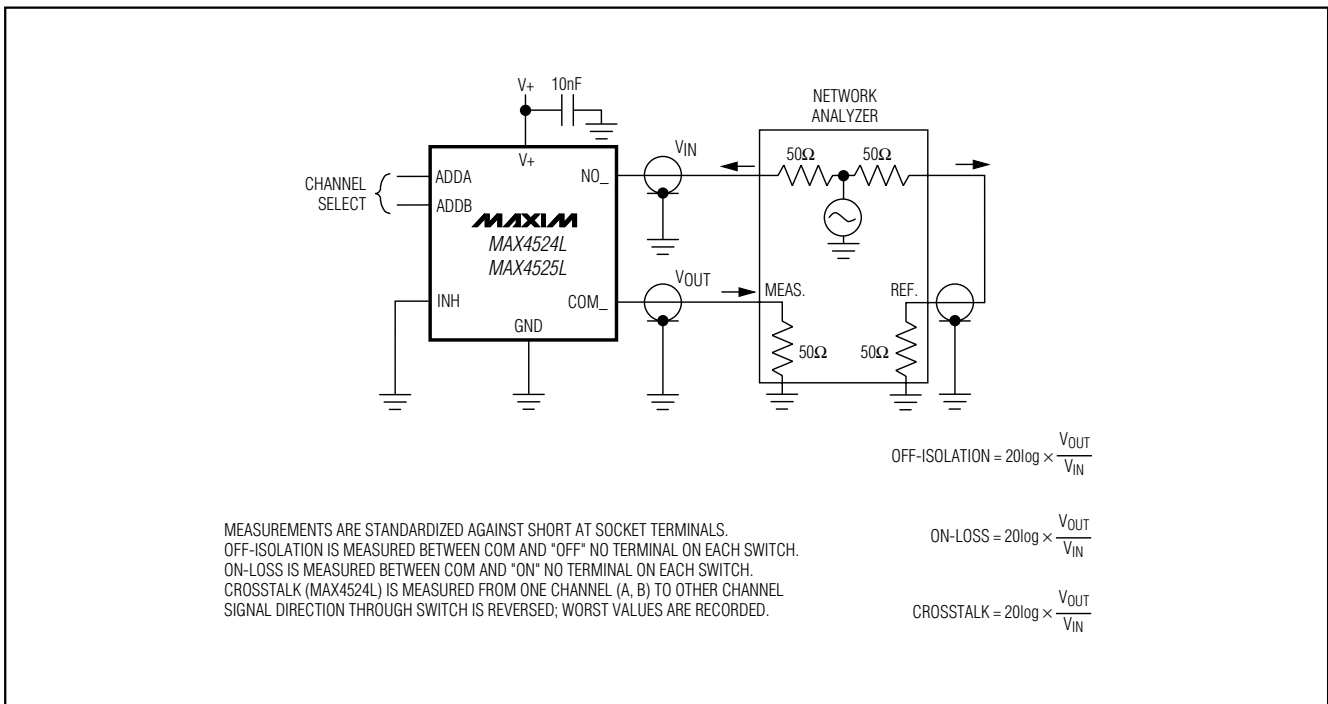 V+ 10nF
V+
NETWORK
ANALYZER
50Ω 50Ω
VIN
CHANNEL
SELECT
ADDA
ADDB
NO_
MAXIM
MAX4524L
MAX4525L
INH
COM_
GND
VOUT
MEAS.
REF.
50Ω 50Ω
OFF-ISOLATION = 20log × VOUT
VIN
MEASUREMENTS ARE STANDARDIZED AGAINST SHORT AT SOCKET TERMINALS.
OFF-ISOLATION IS MEASURED BETWEEN COM AND "OFF" NO TERMINAL ON EACH SWITCH.
ON-LOSS IS MEASURED BETWEEN COM AND "ON" NO TERMINAL ON EACH SWITCH.
CROSSTALK (MAX4524L) IS MEASURED FROM ONE CHANNEL (A, B) TO OTHER CHANNEL
SIGNAL DIRECTION THROUGH SWITCH IS REVERSED; WORST VALUES ARE RECORDED.
ON-LOSS = 20log × VOUT
VIN
CROSSTALK = 20log × VOUT
VIN